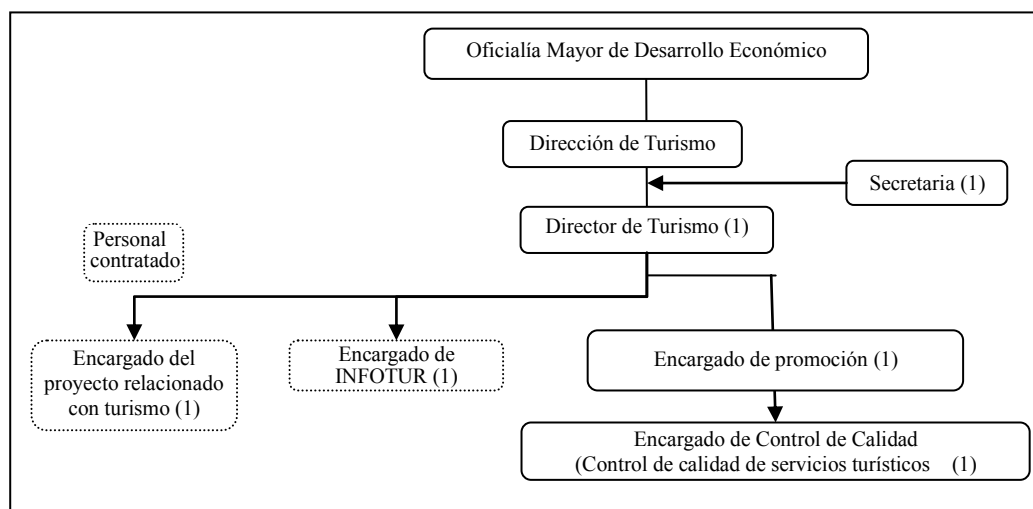 Oficialía Mayor de Desarrollo Económico
Dirección de Turismo
Secretaria (1)
Director de Turismo (1)
Personal
contratado
Encargado del
proyecto relacionado
con turismo (1)
Encargado de
INFOTUR (1)
Encargado de promoción (1)
Encargado de Control de Calidad
(Control de calidad de servicios turísticos (1)